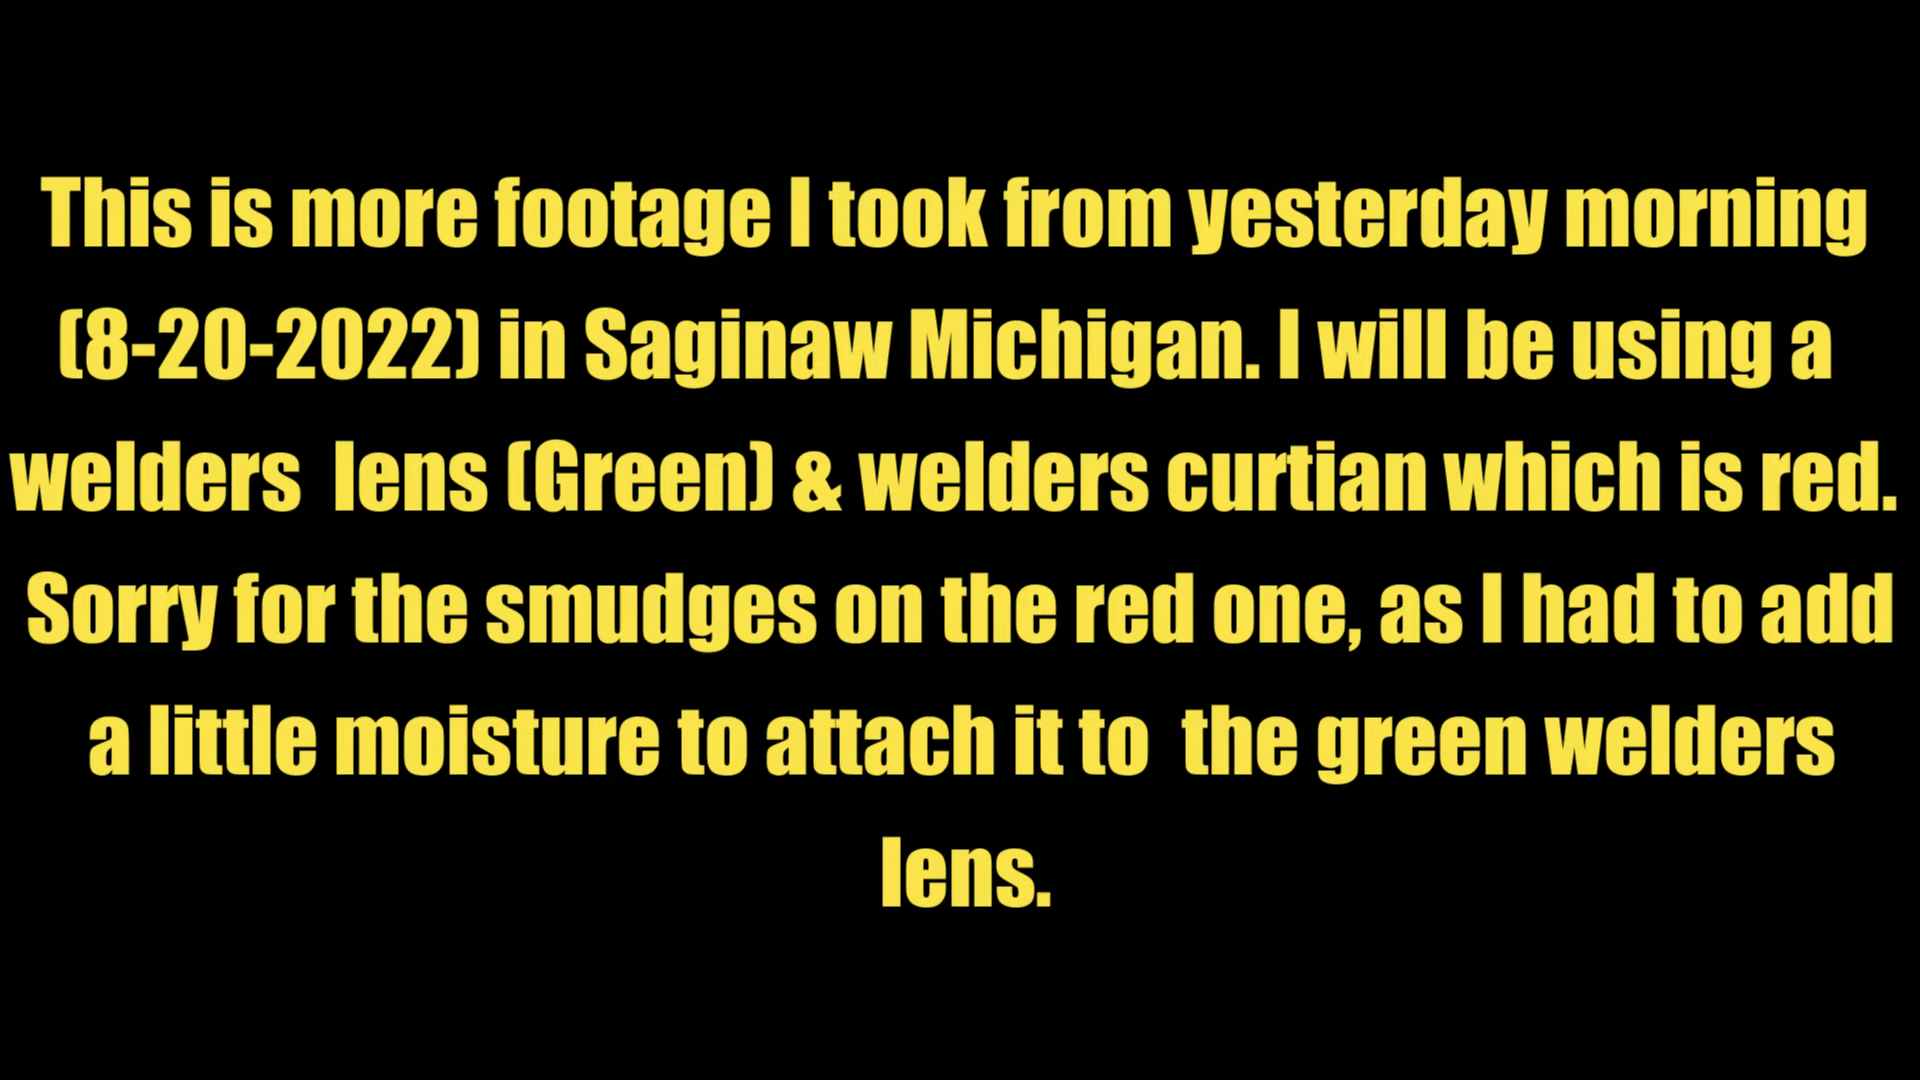 This is more footage I took from yesterday morning
(8-20-2022) in Saginaw Michigan. I will be using a
welders  lens (Green) & welders curtian which is red.
Sorry for the smudges on the red one, as I had to add
a little moisture to attach it to  the green welders
lens.